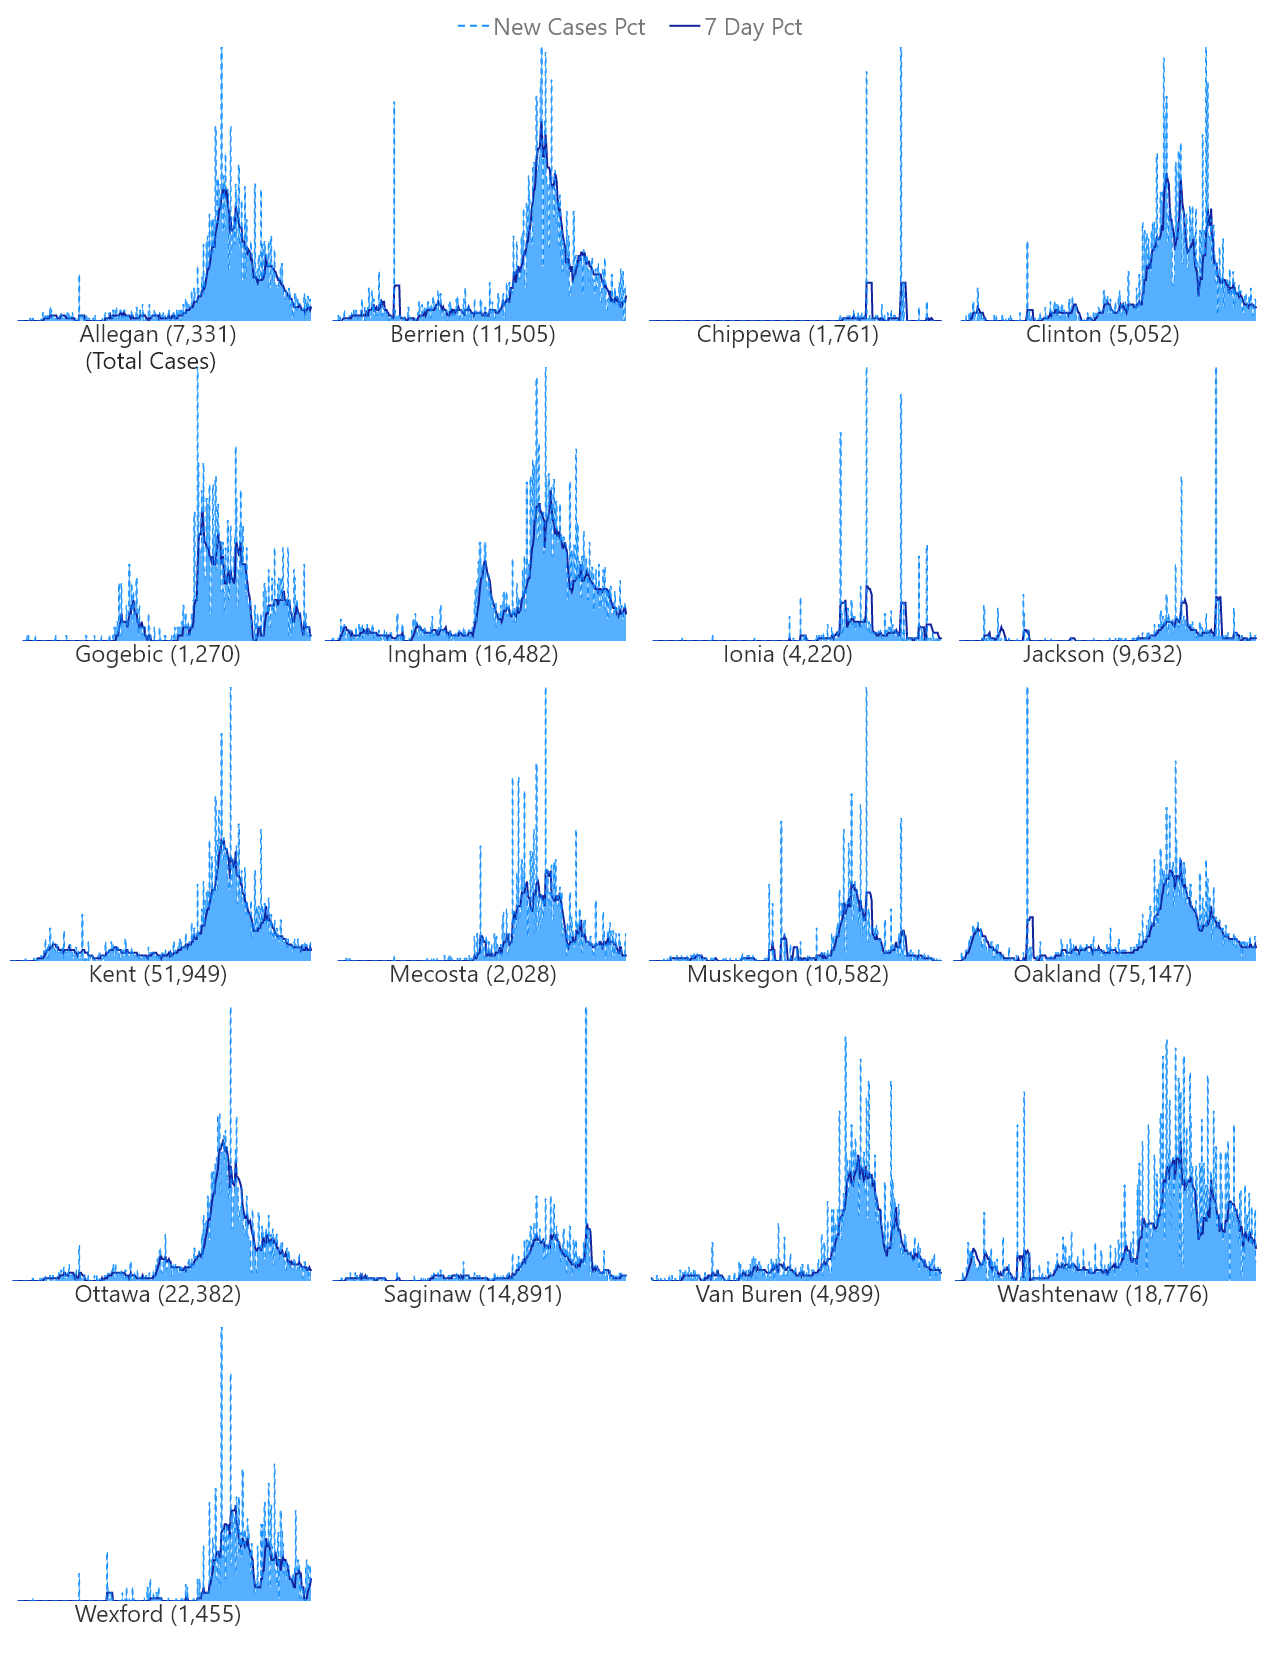 New Cases Pct 7 Day Pct
Allegan (7,331) Berrien (11,505) Chippewa (1,761) Clinton (5,052)
(Total Cases)
Gogebic (1,270) Ingham (16,482) Ionia (4,220) Jackson (9,632)
Kent (51,949) Mecosta (2,028) Muskegon (10,582) Oakland (75,147)
Ottawa (22,382) Saginaw (14,891) Van Buren (4,989) Washtenaw (18,776)
Wexford (1,455)